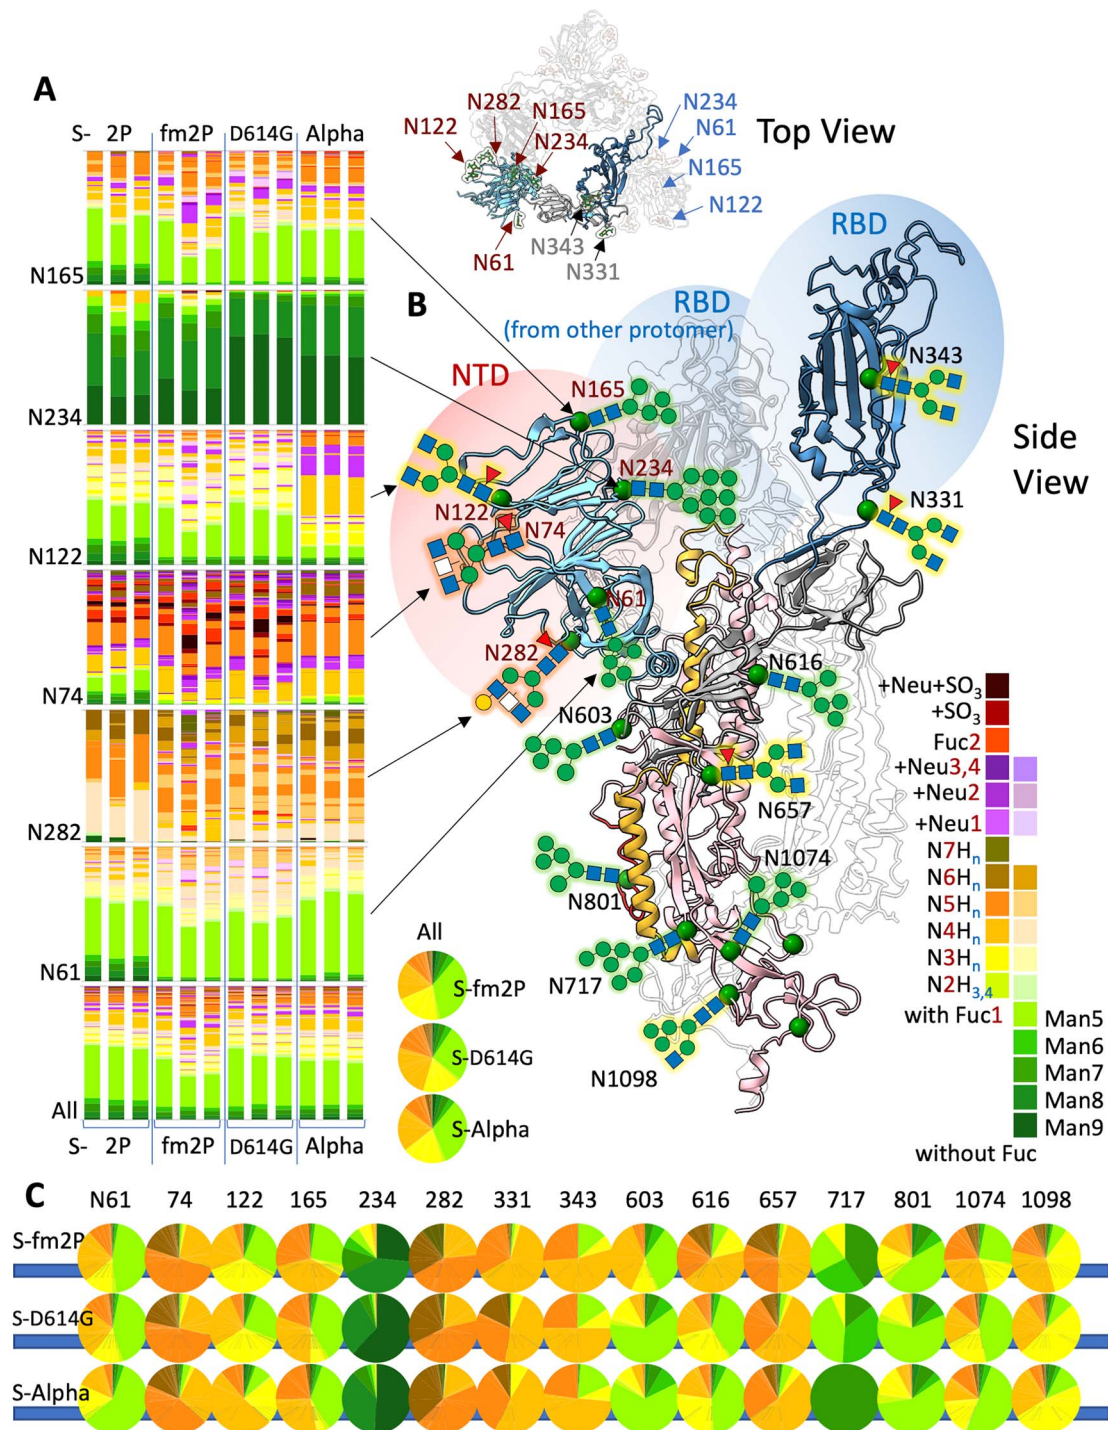 A
S- 2P fm2P D614G Alpha
N165
N234
N122
N74
N282
N61
All
S- 2P fm2P D614G Alpha
N122
N282
N165
N234
N61
N343
N331
N234
N61
N165
N122
Top View
B
RBD
RBD
(from other protomer)
NTD
N165
N343
Side
View
N234
N122
N74
N331
N61
N282
N616
N603
N657
N1074
N801
N717
N1098
All
S-fm2P
S-D614G
S-Alpha
+Neu+SO3
+SO3
Fuc2
+Neu3,4
+Neu2
+Neu1
N7Hn
N6Hn
N5Hn
N4Hn
N3Hn
N2H3,4
with Fuc1
Man5
Man6
Man7
Man8
Man9
without Fuc
C
N61 74 122 165 234 282 331 343 603 616 657 717 801 1074 1098
S-fm2P
S-D614G
S-Alpha